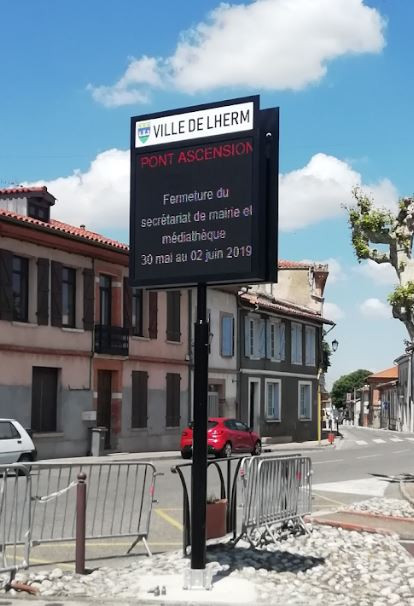 VILLE DE LHERM
PONT ASCENSION
Fermeture du
secrétariat de mairie et
médiathèque
30 mai au 02 juin 2019